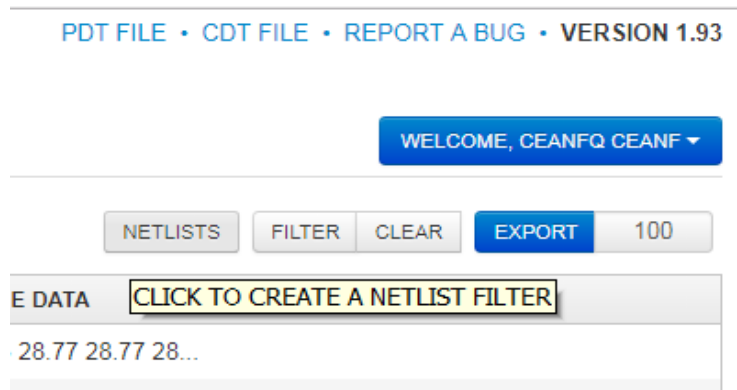 PDT FILE • CDT FILE • REPORT A BUG • VERSION 1.93
WELCOME, CEANFQ CEANF
NETLISTS FILTER CLEAR EXPORT 100
E DATA CLICK TO CREATE A NETLIST FILTER
28.77 28.77 28...